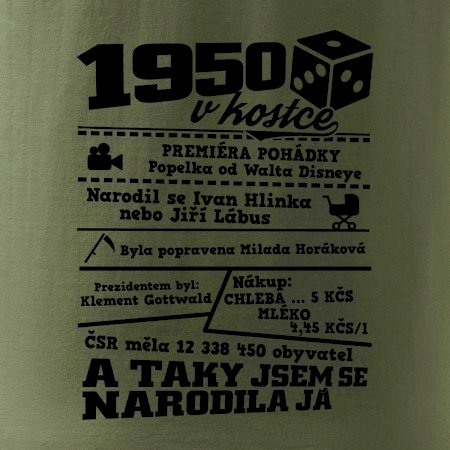 1950
v kostce
PREMIÉRA POHÁDKY
Popelka od Walta Disneye
Narodil se Ivan Hlinka
nebo Jiří Lábus
Byla popravena Milada Horáková
Prezidentem byl:
Klement Gottwald
Nákup:
CHLEBA ... 5 KČS
MLÉKO
4,45 KČS/l
ČSR měla 12 338 450 obyvatel
A TAKY JSEM SE
NARODILA JÁ